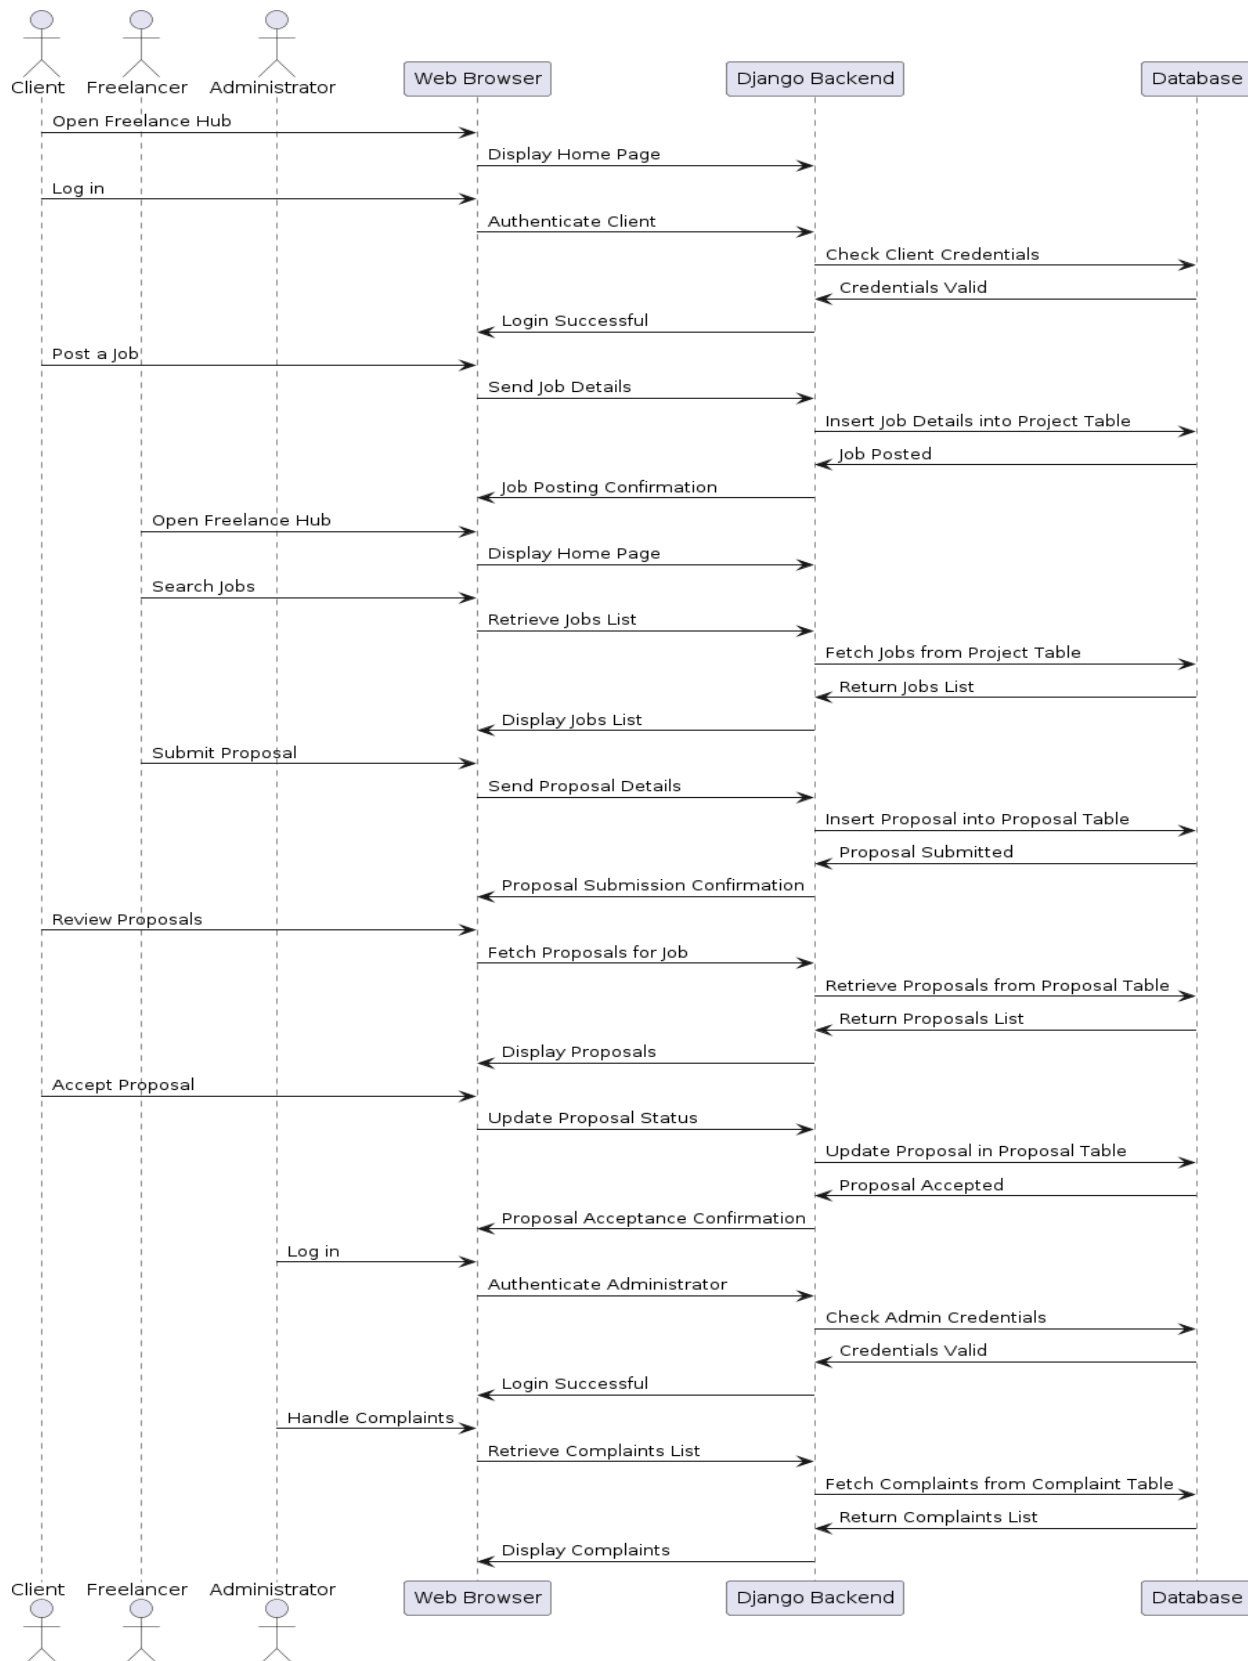 Client Freelancer Administrator Web Browser Django Backend Database
Open Freelance Hub
Display Home Page
Log in
Authenticate Client
Check Client Credentials
Credentials Valid
Login Successful
Post a Job
Send Job Details
Insert Job Details into Project Table
Job Posted
Job Posting Confirmation
Open Freelance Hub
Display Home Page
Search Jobs
Retrieve Jobs List
Fetch Jobs from Project Table
Return Jobs List
Display Jobs List
Submit Proposal
Send Proposal Details
Insert Proposal into Proposal Table
Proposal Submitted
Proposal Submission Confirmation
Review Proposals
Fetch Proposals for Job
Retrieve Proposals from Proposal Table
Return Proposals List
Display Proposals
Accept Proposal
Update Proposal Status
Update Proposal in Proposal Table
Proposal Accepted
Proposal Acceptance Confirmation
Log in
Authenticate Administrator
Check Admin Credentials
Credentials Valid
Login Successful
Handle Complaints
Retrieve Complaints List
Fetch Complaints from Complaint Table
Return Complaints List
Display Complaints
Client Freelancer Administrator Web Browser Django Backend Database